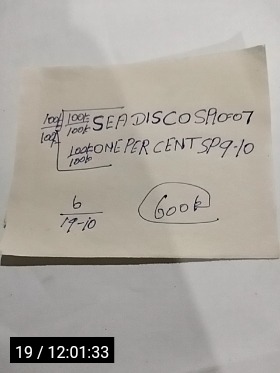 100k 100k SEA DISCO SP10-07
100k 100k
100k ONE PER CENT SP9-10
100k
6
19-10
600k
19 / 12:01:33